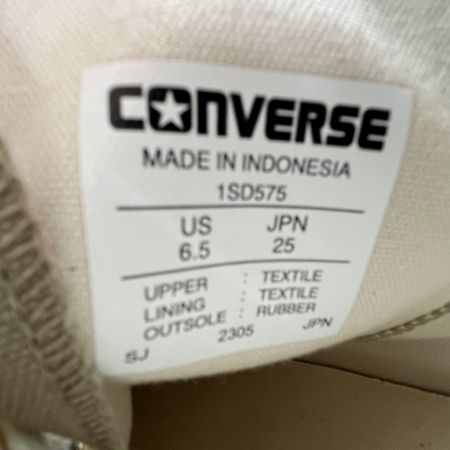 CONVERSE
MADE IN INDONESIA
1SD575
US JPN
6.5 25
UPPER : TEXTILE
LINING : TEXTILE
OUTSOLE : RUBBER
SJ 2305 JPN